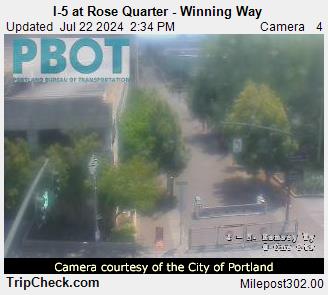 I-5 at Rose Quarter - Winning Way
Updated Jul 22 2024 2:34 PM Camera 4
PBOT
PORTLAND BUREAU OF TRANSPORTATION
Camera courtesy of the City of Portland
TripCheck.com Milepost302.00